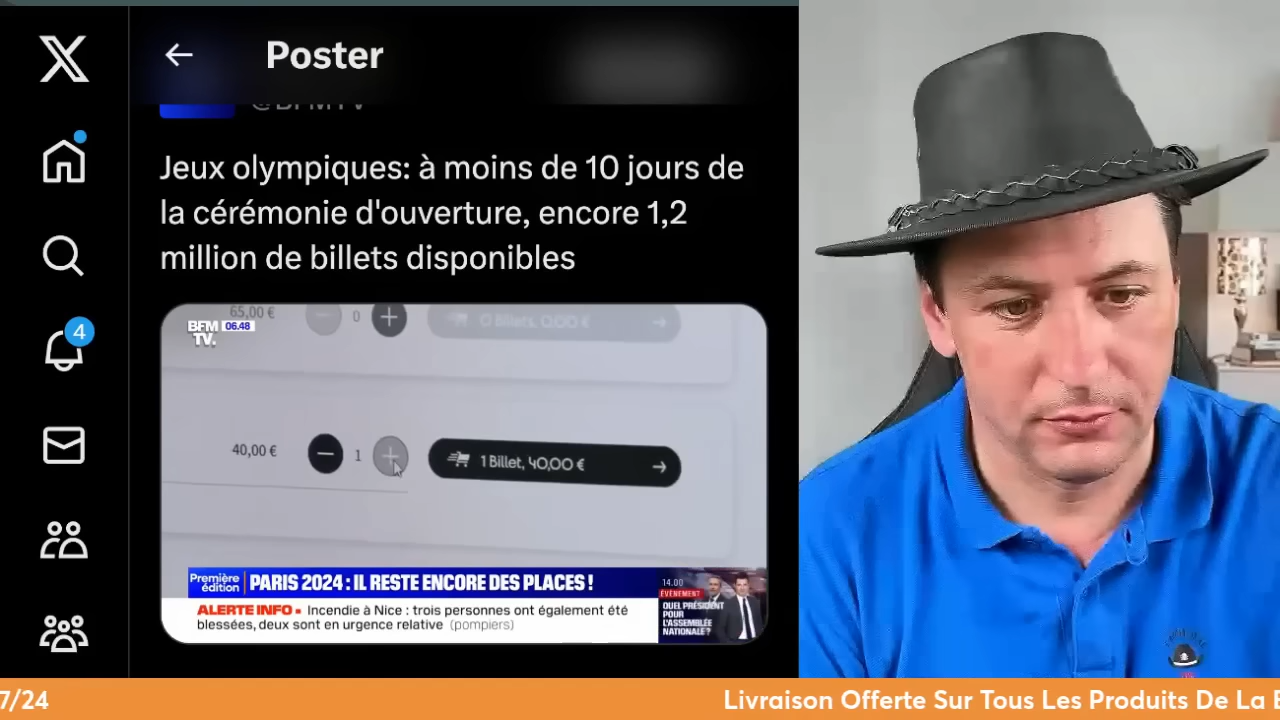 Poster
@BFMTV
Jeux olympiques: à moins de 10 jours de
la cérémonie d'ouverture, encore 1,2
million de billets disponibles
BFM 06.48
TV.
65,00 € 0 0 Billets, 0,00 €
40,00 € 1 1 Billet, 40,00 €
Première
édition
PARIS 2024 : IL RESTE ENCORE DES PLACES !
ALERTE INFO Incendie à Nice : trois personnes ont également été
blessées, deux sont en urgence relative (pompiers)
14.00
ÉVÉNEMENT
QUEL PRÉSIDENT
POUR
L'ASSEMBLÉE
NATIONALE ?
4
7/24 Livraison Offerte Sur Tous Les Produits De La